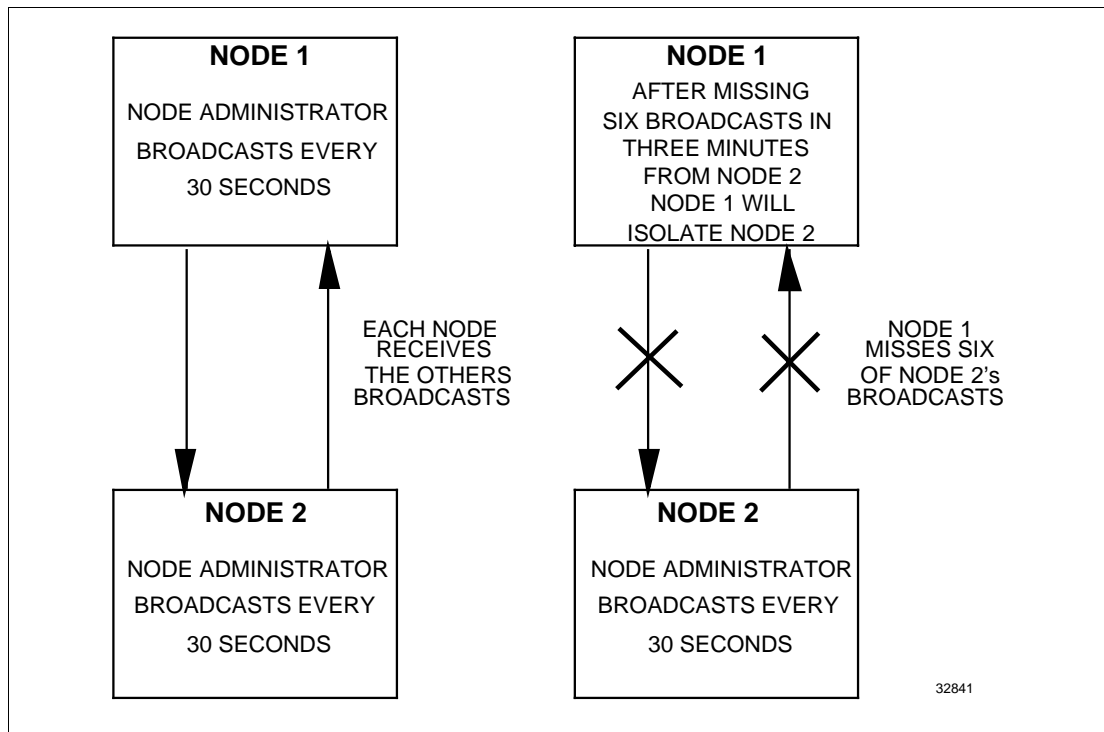 NODE 1
NODE ADMINISTRATOR
BROADCASTS EVERY
30 SECONDS
EACH NODE
RECEIVES
THE OTHERS
BROADCASTS
NODE 2
NODE ADMINISTRATOR
BROADCASTS EVERY
30 SECONDS
NODE 1
AFTER MISSING
SIX BROADCASTS IN
THREE MINUTES
FROM NODE 2
NODE 1 WILL
ISOLATE NODE 2
NODE 1
MISSES SIX
OF NODE 2's
BROADCASTS
NODE 2
NODE ADMINISTRATOR
BROADCASTS EVERY
30 SECONDS
32841